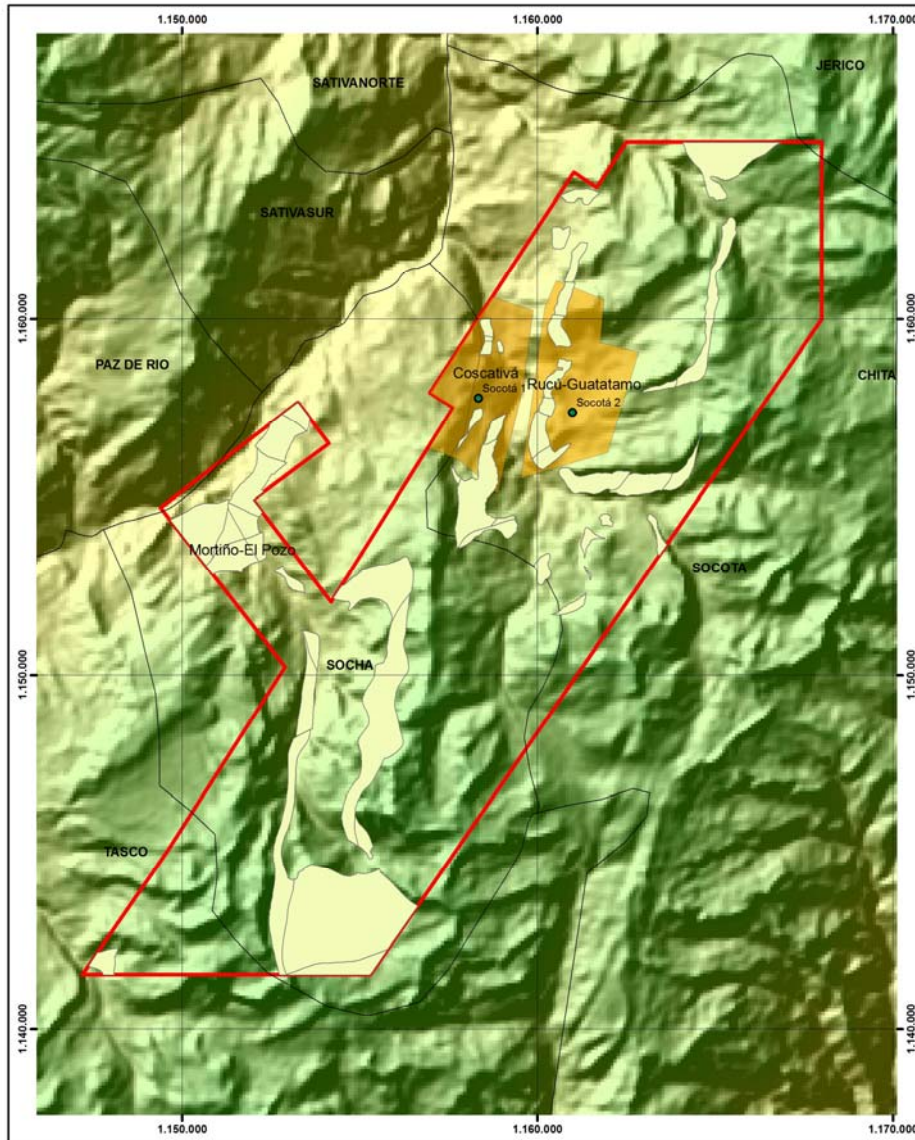 1.150.000
1.160.000
1.170.000
JERICO
SATIVANORTE
SATIVASUR
1.160.000
1.160.000
PAZ DE RIO
CHITA
Coscativá
Rucú-Guatatamo
Socotá 1
Socotá 2
Mortiño-El Pozo
SOCOTA
SOCHA
1.150.000
1.150.000
TASCO
1.140.000
1.140.000
1.150.000
1.160.000
1.170.000